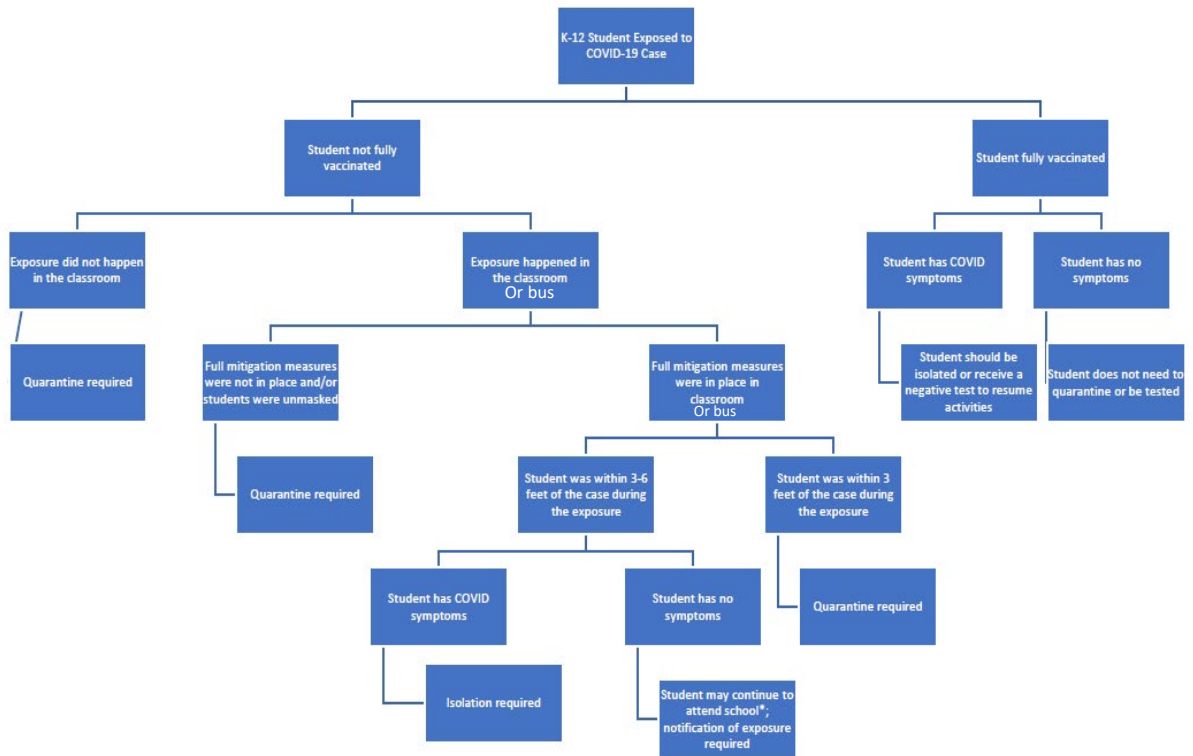 K-12 Student Exposed to
COVID-19 Case
Student not fully
vaccinated
Student fully vaccinated
Exposure did not happen
in the classroom
Exposure happened in
the classroom
Or bus
Student has COVID
symptoms
Student has no
symptoms
Quarantine required
Full mitigation measures
were not in place and/or
students were unmasked
Full mitigation measures
were in place in
classroom
Or bus
Student should be
isolated or receive a
negative test to resume
activities
Student does not need to
quarantine or be tested
Quarantine required
Student was within 3-6
feet of the case during
the exposure
Student was within 3
feet of the case during
the exposure
Student has COVID
symptoms
Student has no
symptoms
Quarantine required
Isolation required
Student may continue to
attend school*;
notification of exposure
required